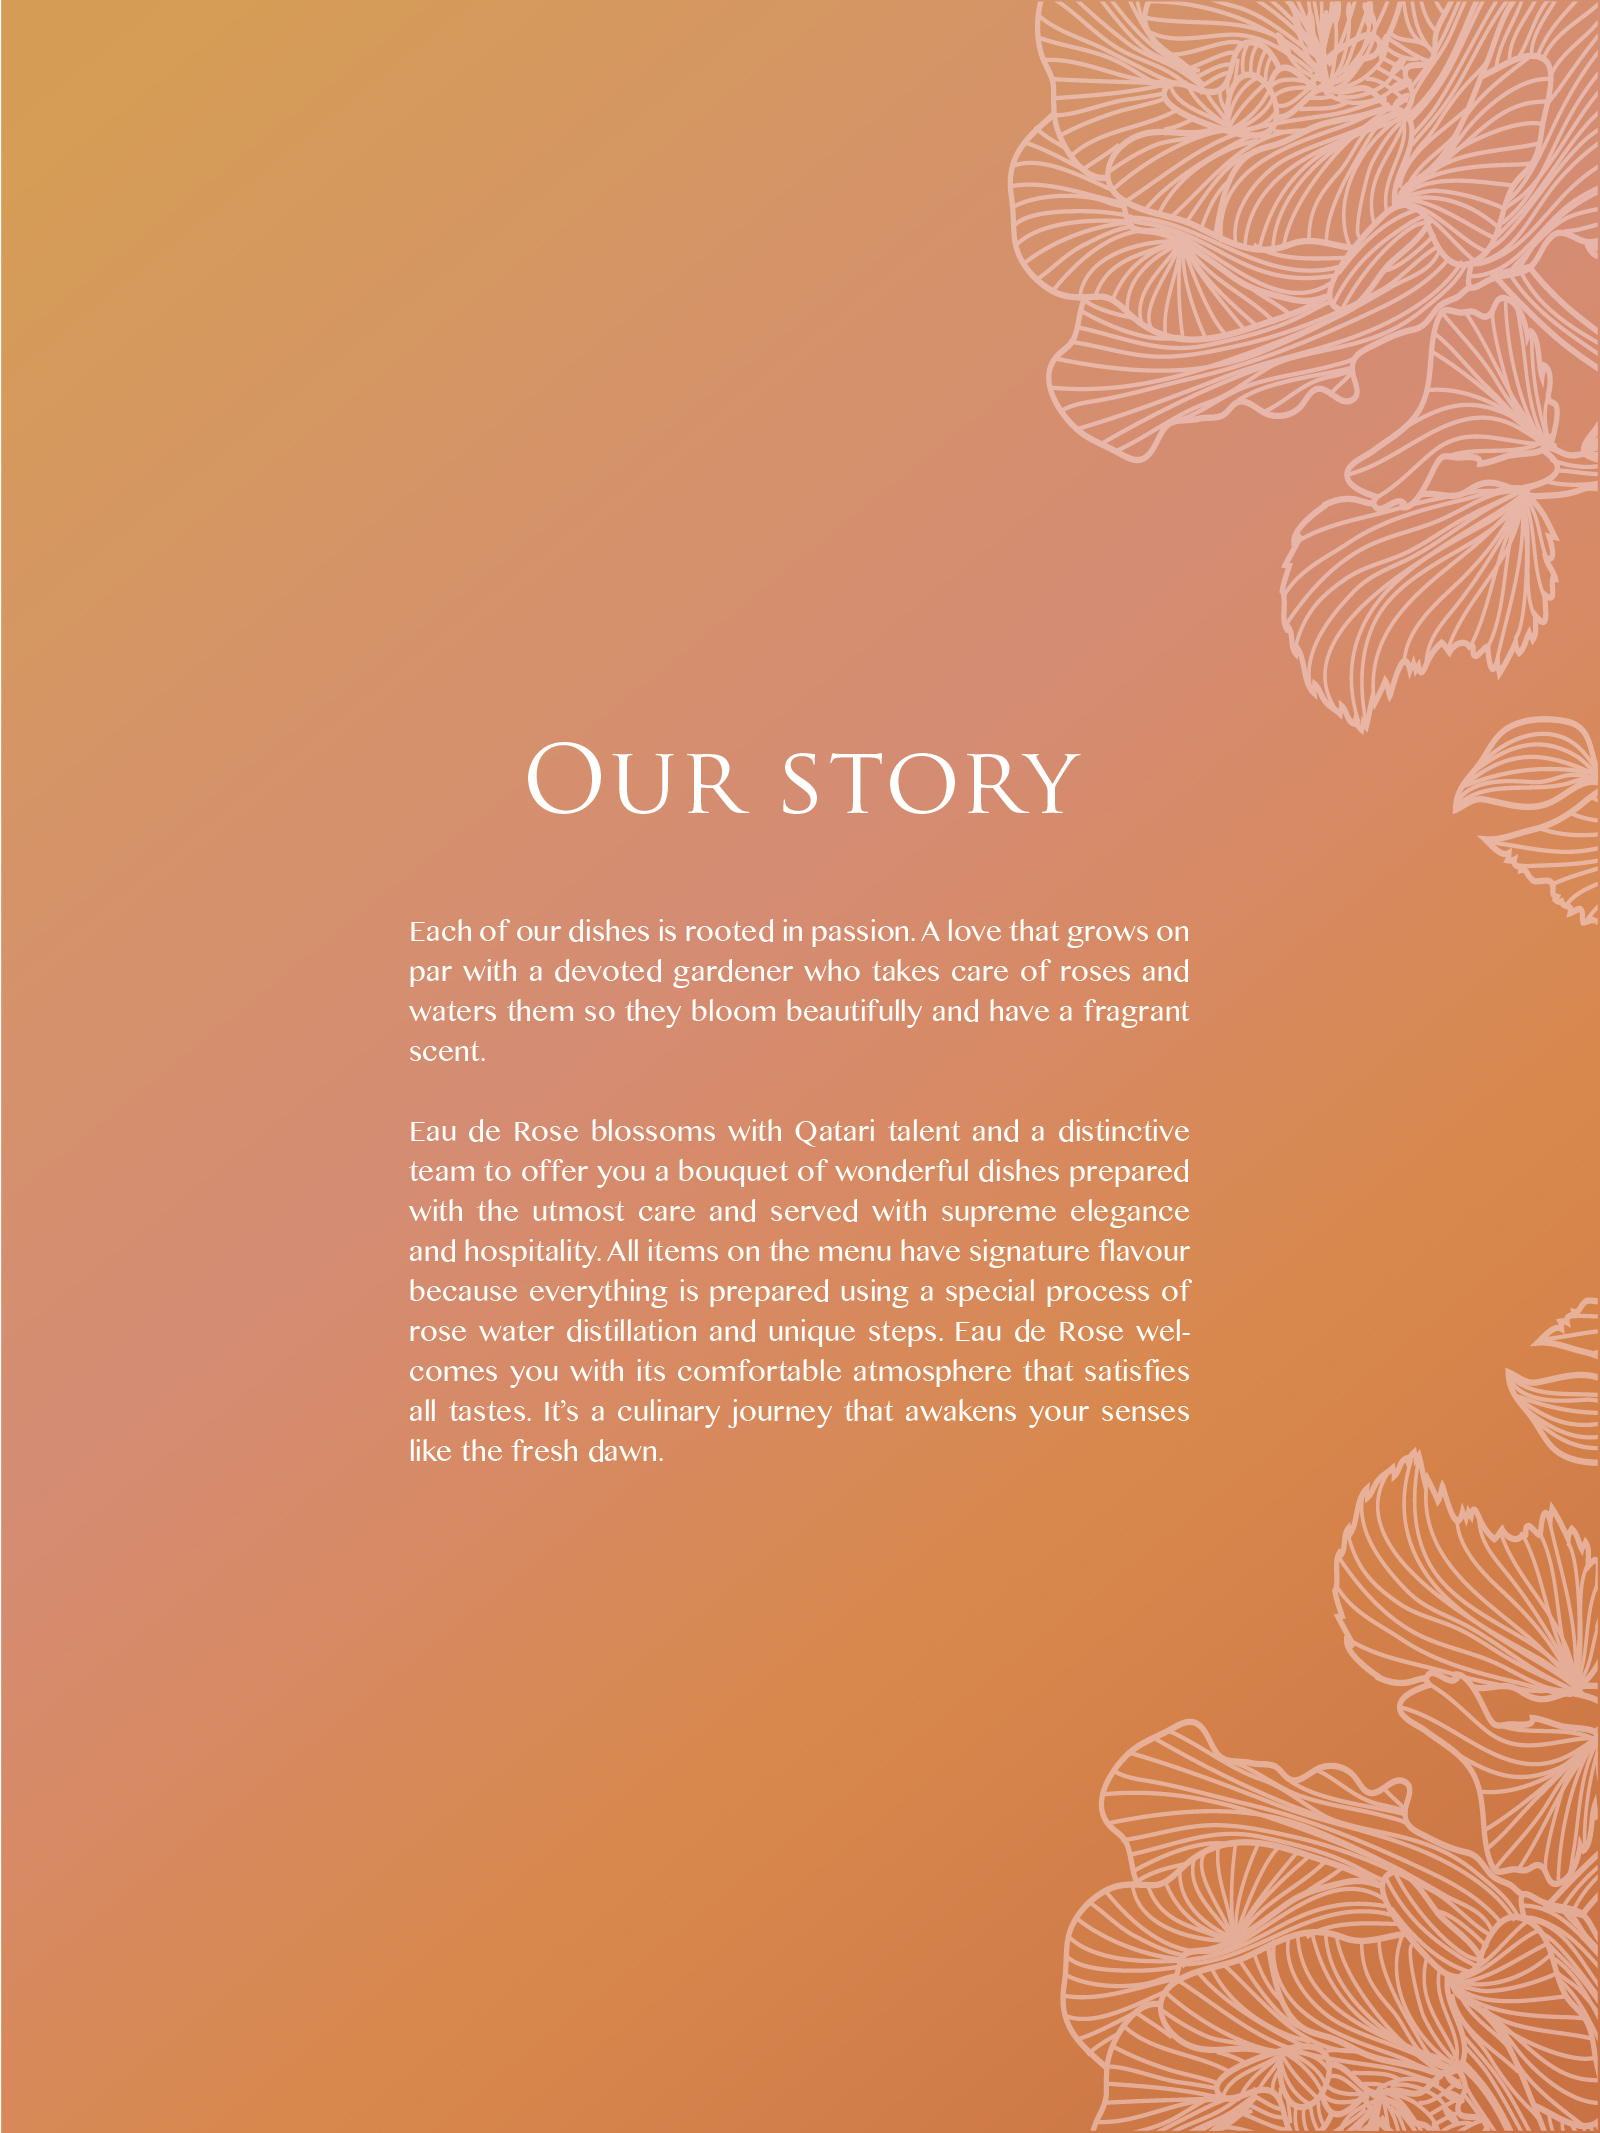 Our story
Each of our dishes is rooted in passion. A love that grows on
par with a devoted gardener who takes care of roses and
waters them so they bloom beautifully and have a fragrant
scent.
Eau de Rose blossoms with Qatari talent and a distinctive
team to offer you a bouquet of wonderful dishes prepared
with the utmost care and served with supreme elegance
and hospitality. All items on the menu have signature flavour
because everything is prepared using a special process of
rose water distillation and unique steps. Eau de Rose wel-
comes you with its comfortable atmosphere that satisfies
all tastes. It’s a culinary journey that awakens your senses
like the fresh dawn.